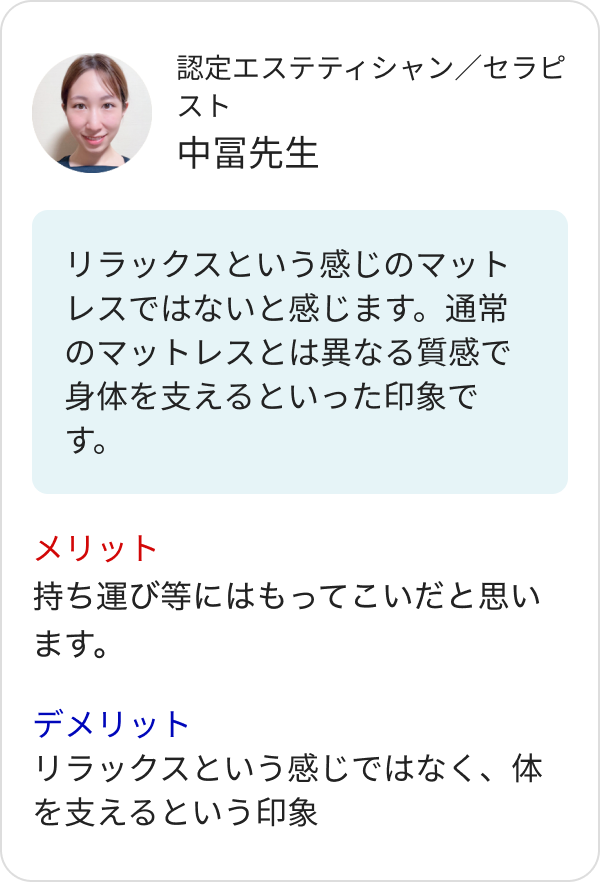 認定エステティシャン／セラピ
スト
中冨先生
リラックスという感じのマット
レスではないと感じます。通常
のマットレスとは異なる質感で
身体を支えるといった印象で
す。
メリット
持ち運び等にはもってこいだと思い
ます。
デメリット
リラックスという感じではなく、体
を支えるという印象